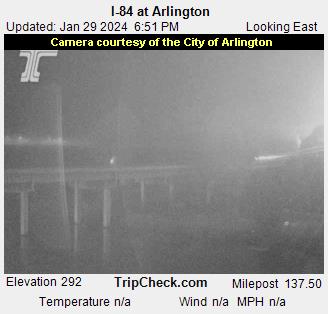 I-84 at Arlington
Updated: Jan 29 2024 6:51 PM Looking East
Camera courtesy of the City of Arlington
Elevation 292 TripCheck.com Milepost 137.50
Temperature n/a Wind n/a MPH n/a